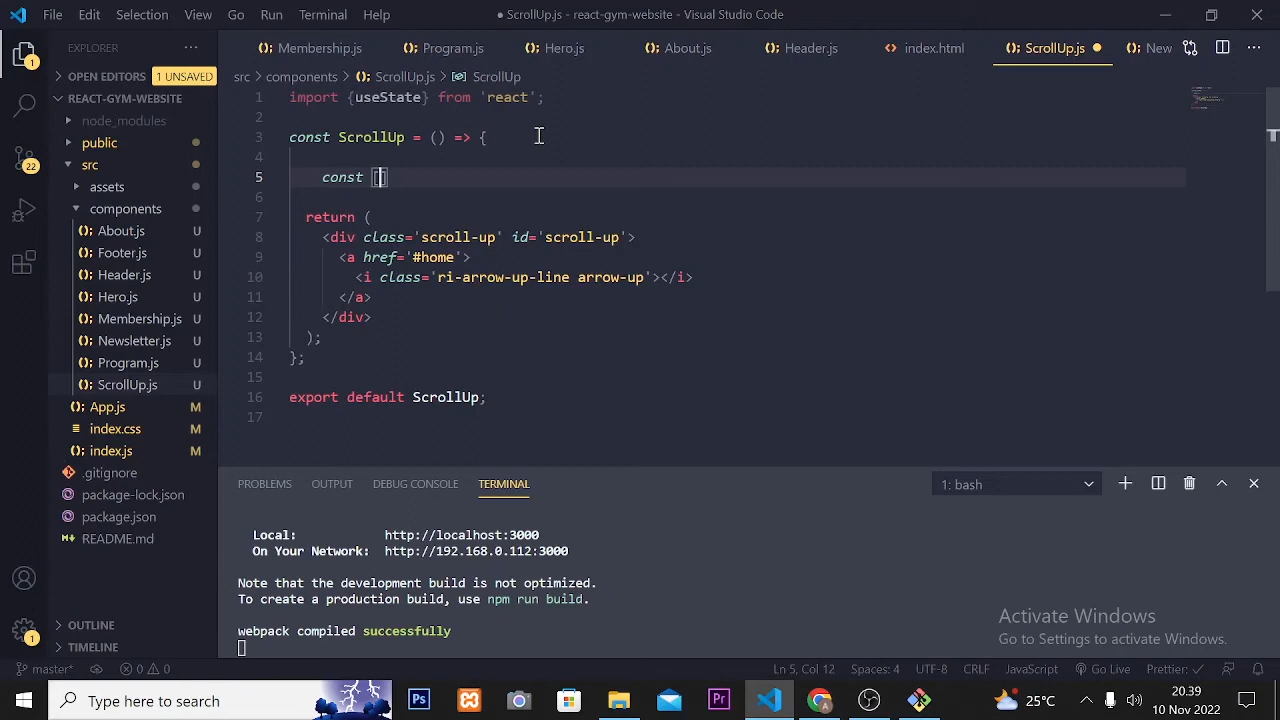 File Edit Selection View Go Run Terminal Help
● ScrollUp.js - react-gym-website - Visual Studio Code
EXPLORER ···
Membership.js Program.js Hero.js About.js Header.js index.html ScrollUp.js New
OPEN EDITORS 1 UNSAVED
REACT-GYM-WEBSITE
node_modules
public
src
assets
components
About.js U
Footer.js U
Header.js U
Hero.js U
Membership.js U
Newsletter.js U
Program.js U
ScrollUp.js U
App.js M
index.css M
index.js M
.gitignore
package-lock.json
package.json
README.md
OUTLINE
TIMELINE
1
22
1
src > components > ScrollUp.js > ScrollUp
1 import {useState} from 'react';
2
3 const ScrollUp = () => {
4
5 const []
6
7 return (
8 <div class='scroll-up' id='scroll-up'>
9 <a href='#home'>
10 <i class='ri-arrow-up-line arrow-up'></i>
11 </a>
12 </div>
13 );
14 };
15
16 export default ScrollUp;
17
PROBLEMS OUTPUT DEBUG CONSOLE TERMINAL 1: bash
Local: http://localhost:3000
On Your Network: http://192.168.0.112:3000
Note that the development build is not optimized.
To create a production build, use npm run build.
webpack compiled successfully
Activate Windows
Go to Settings to activate Windows.
master* 0 0 Ln 5, Col 12 Spaces: 4 UTF-8 CRLF JavaScript Go Live Prettier: ✓
Type here to search Ps Pr 25°C 20:39
10 Nov 2022